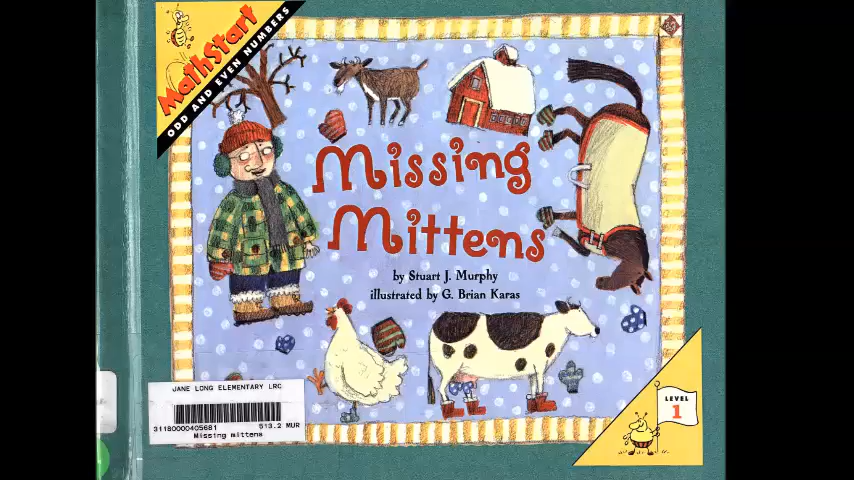 MathStart
ODD AND EVEN NUMBERS
Missing
Mittens
by Stuart J. Murphy
illustrated by G. Brian Karas
JANE LONG ELEMENTARY LRC
31180000405681 513.2 MUR
Missing mittens
LEVEL
1